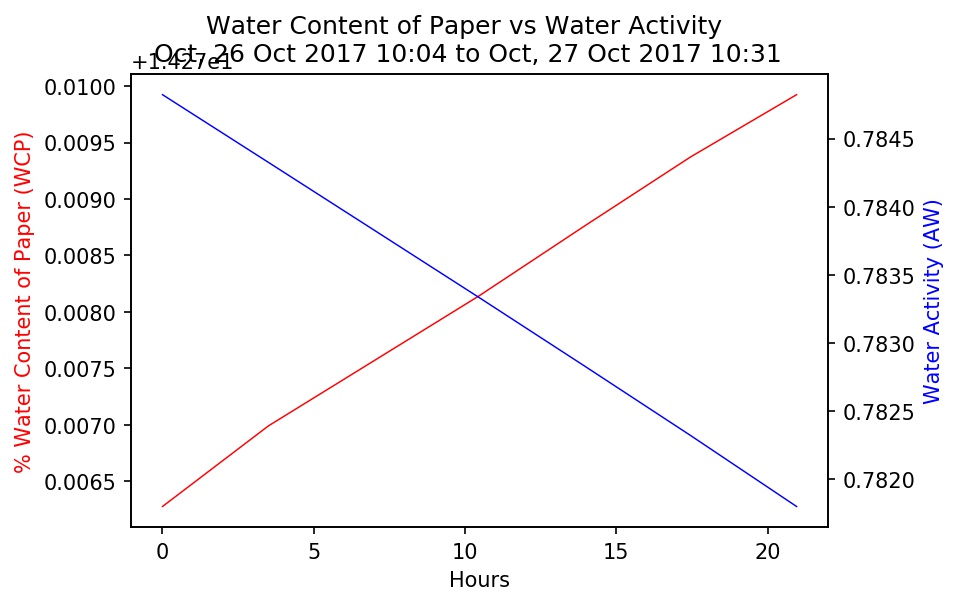 Water Content of Paper vs Water Activity
Oct, 26 Oct 2017 10:04 to Oct, 27 Oct 2017 10:31
+1.427e1
0.0100
0.0095
0.0090
0.0085
0.0080
0.0075
0.0070
0.0065
% Water Content of Paper (WCP)
0.7845
0.7840
0.7835
0.7830
0.7825
0.7820
Water Activity (AW)
0 5 10 15 20
Hours